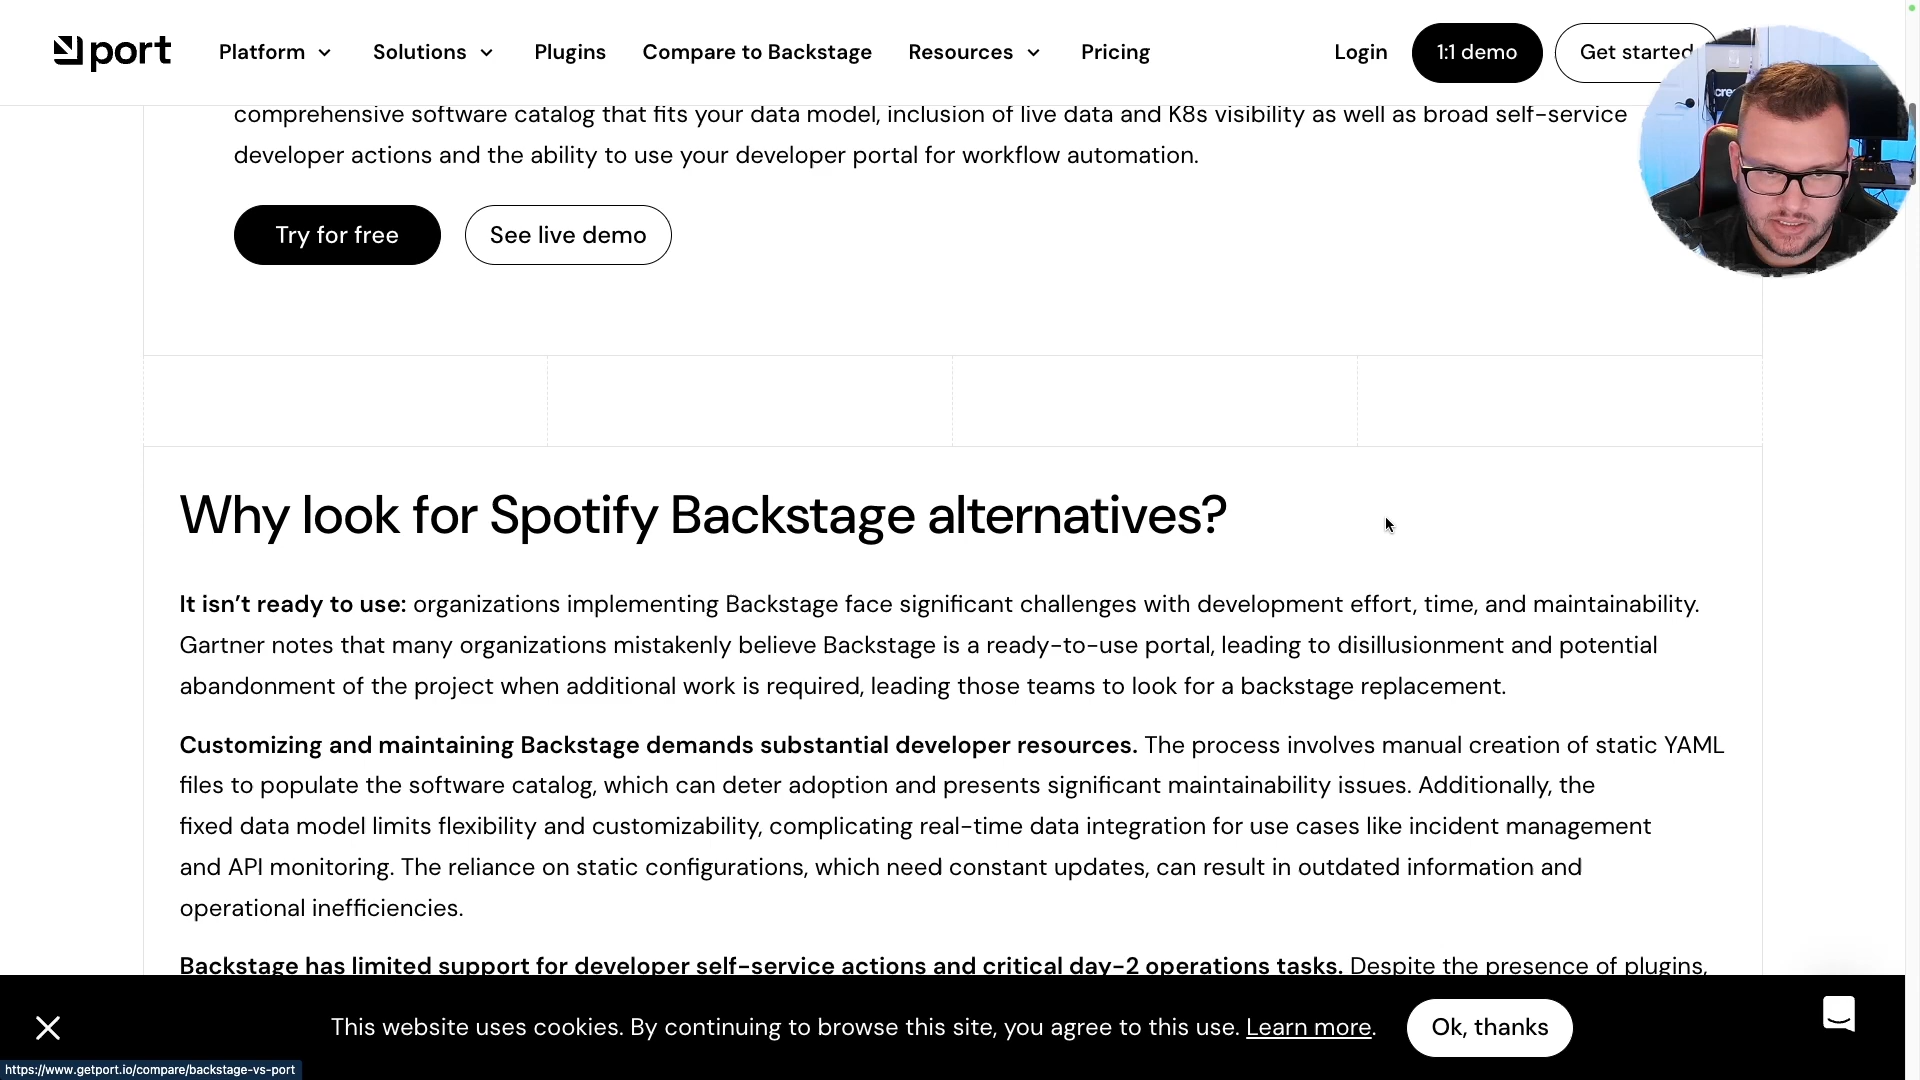 port
Platform
Solutions
Plugins
Compare to Backstage
Resources
Pricing
Login
1:1 demo
Get started
comprehensive software catalog that fits your data model, inclusion of live data and K8s visibility as well as broad self-service
developer actions and the ability to use your developer portal for workflow automation.
Try for free
See live demo
Why look for Spotify Backstage alternatives?
It isn’t ready to use: organizations implementing Backstage face significant challenges with development effort, time, and maintainability.
Gartner notes that many organizations mistakenly believe Backstage is a ready-to-use portal, leading to disillusionment and potential
abandonment of the project when additional work is required, leading those teams to look for a backstage replacement.
Customizing and maintaining Backstage demands substantial developer resources. The process involves manual creation of static YAML
files to populate the software catalog, which can deter adoption and presents significant maintainability issues. Additionally, the
fixed data model limits flexibility and customizability, complicating real-time data integration for use cases like incident management
and API monitoring. The reliance on static configurations, which need constant updates, can result in outdated information and
operational inefficiencies.
Backstage has limited support for developer self-service actions and critical day-2 operations tasks. Despite the presence of plugins,
This website uses cookies. By continuing to browse this site, you agree to this use. Learn more.
Ok, thanks
https://www.getport.io/compare/backstage-vs-port